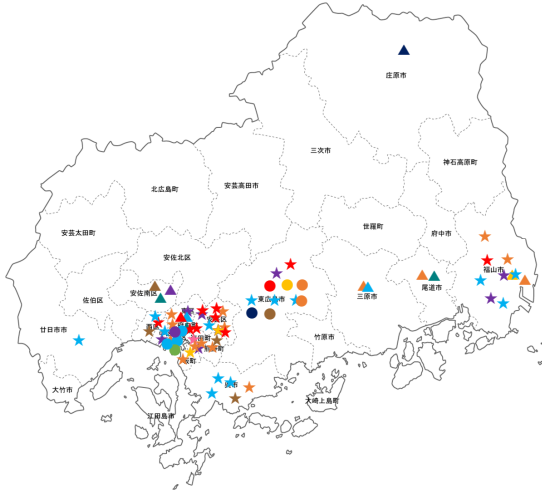 庄原市
三次市
神石高原町
北広島町
安芸高田市
世羅町
府中市
安芸太田町
安佐北区
福山市
安佐南区
佐伯区
東広島市
三原市
尾道市
廿日市市
竹原市
呉市
大竹市
大崎上島町
江田島市